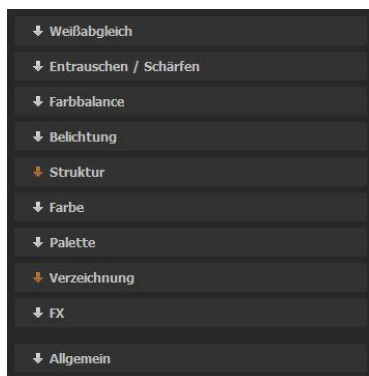 Weißabgleich
Entrauschen / Schärfen
Farbbalance
Belichtung
Struktur
Farbe
Palette
Verzeichnung
FX
Allgemein